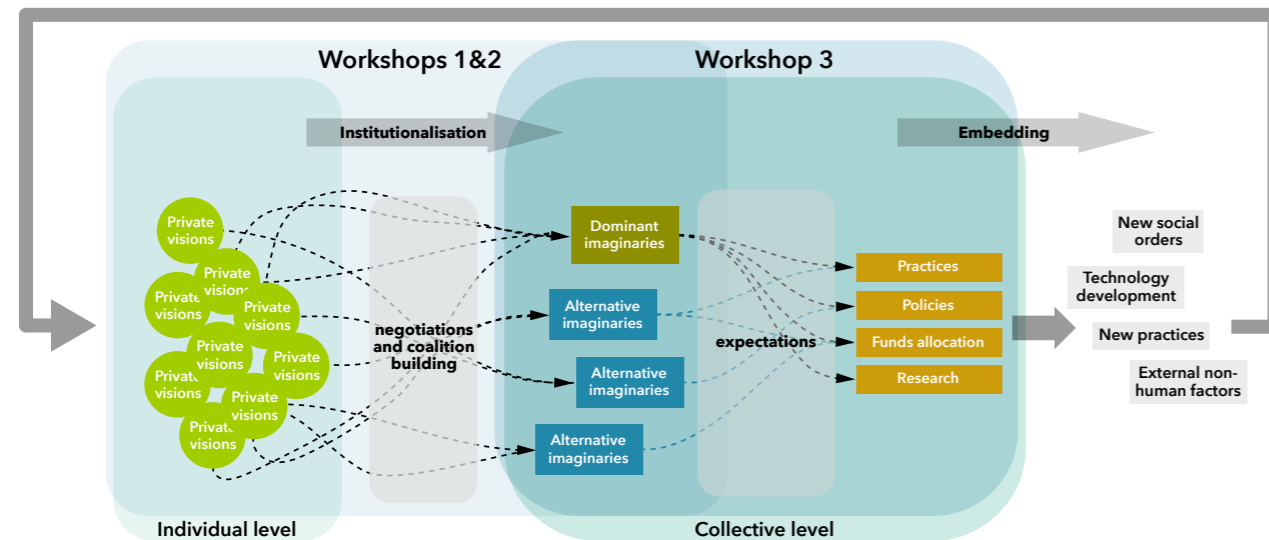 Workshops 1&2
Workshop 3
Institutionalisation
Embedding
Private
visions
Private
visions
Private
visions
Private
visions
Private
visions
Private
visions
Private
visions
Private
visions
Private
visions
negotiations
and coalition
building
Dominant
imaginaries
Alternative
imaginaries
Alternative
imaginaries
Alternative
imaginaries
expectations
Practices
Policies
Funds allocation
Research
New social
orders
Technology
development
New practices
External non-
human factors
Individual level
Collective level